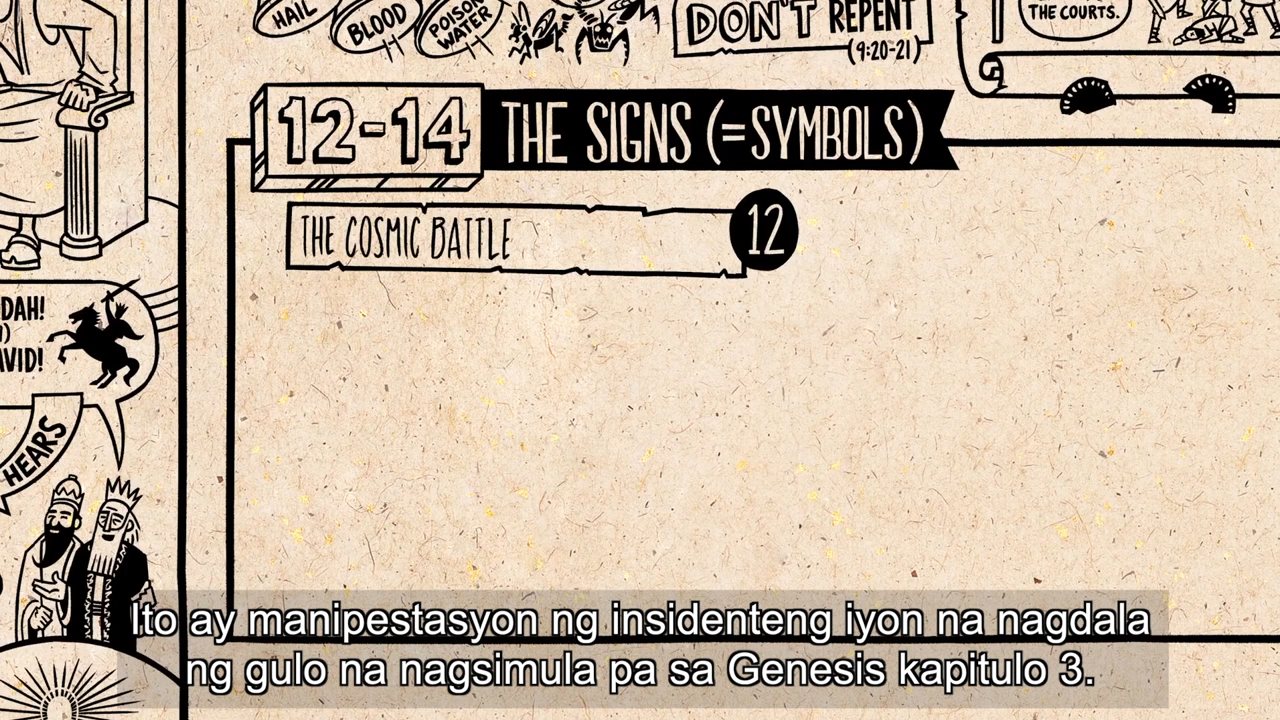 HAIL
BLOOD
POISON
WATER
DON'T REPENT
(9:20-21)
THE COURTS.
12-14 THE SIGNS (=SYMBOLS)
THE COSMIC BATTLE 12
DAH!
HEARS
Ito ay manipestasyon ng insidenteng iyon na nagdala
ng gulo na nagsimula pa sa Genesis kapitulo 3.